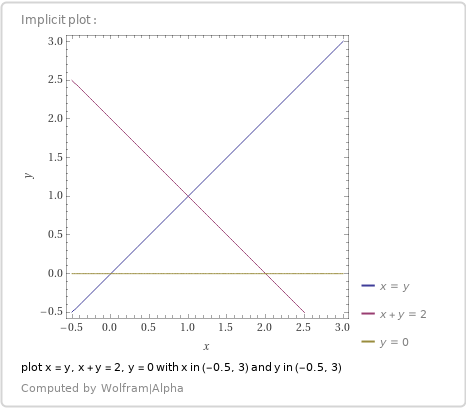 Implicit plot:
3.0
2.5
2.0
1.5
y
1.0
0.5
0.0
−0.5
−0.5 0.0 0.5 1.0 1.5 2.0 2.5 3.0
x
x = y
x + y = 2
y = 0
plot x = y, x + y = 2, y = 0 with x in (−0.5, 3) and y in (−0.5, 3)
Computed by Wolfram|Alpha